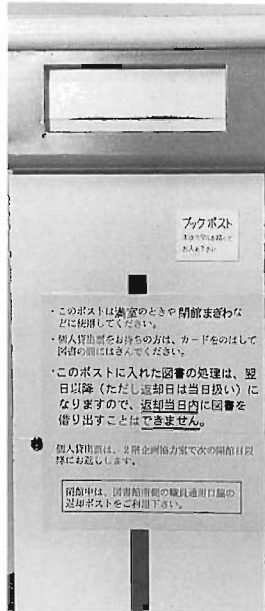 ブックポスト
お入れ下さい
・このポストは満室のときや閉館まぎわな
どに使用してください。
・個人貸出票をお持ちの方は、カードをのばして
図書の間にはさんでください。
・このポストに入れた図書の処理は、翌
日以降（ただし返却日は当日扱い）に
なりますので、返却当日内に図書を
借り出すことはできません。
個人貸出票は、2階企画協力室で次の開館日以
降にお返しします。
閉館中は、図書館南側の職員通用口脇の
返却ポストをご利用下さい。